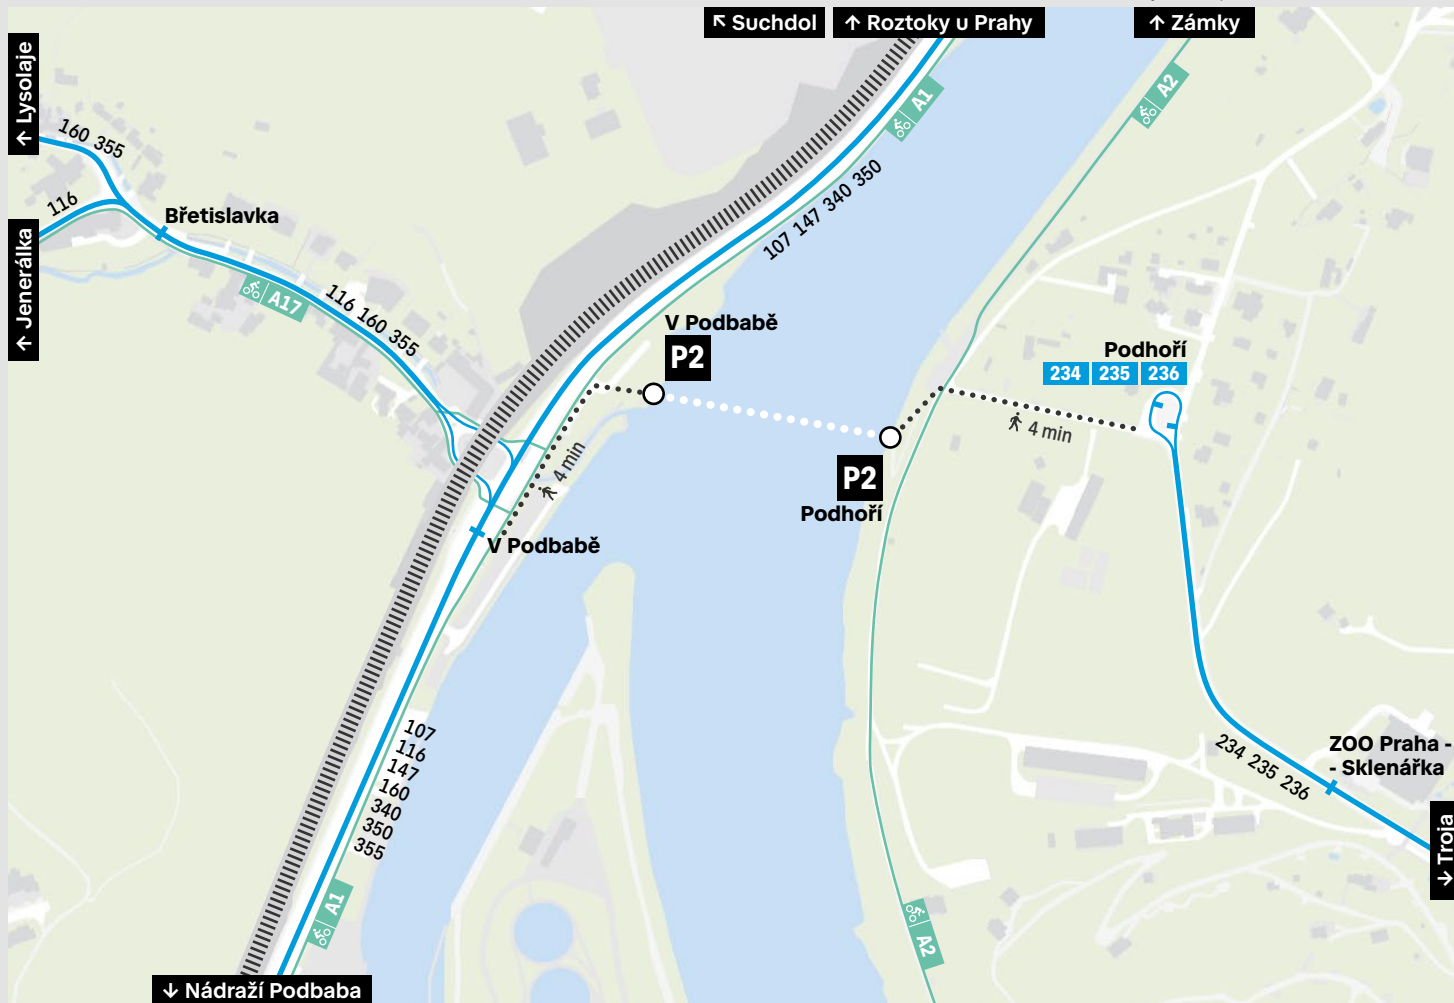 ↖ Suchdol
↑ Roztoky u Prahy
↑ Zámky
↑ Lysolaje
160 355
116
↑ Jenerálka
Břetislavka
A17
116 160 355
A1
A2
107 147 340 350
V Podbabě
P2
Podhoří
234 235 236
4 min
4 min
P2
Podhoří
V Podbabě
107
116
147
160
340
350
355
234 235 236
ZOO Praha -
- Sklenářka
↓ Troja
A1
A2
↓ Nádraží Podbaba